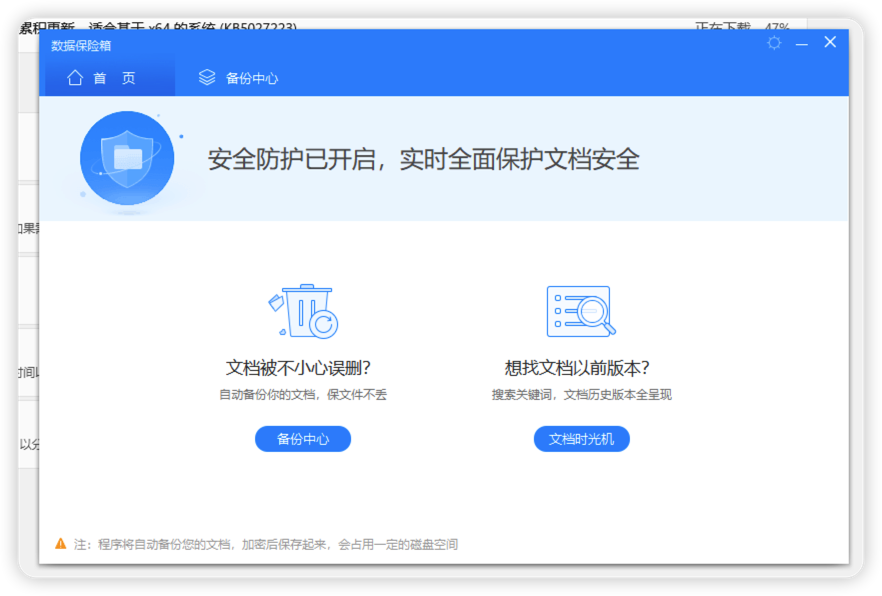 累积更新，适合基于 x64 的系统 (KB5027223)
正在下载 47%
数据保险箱
首 页
备份中心
安全防护已开启，实时全面保护文档安全
如果
文档被不小心误删？
想找文档以前版本？
时间
自动备份你的文档，保文件不丢
搜索关键词，文档历史版本全呈现
以分
备份中心
文档时光机
注：程序将自动备份您的文档，加密后保存起来，会占用一定的磁盘空间